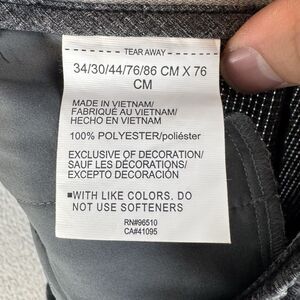 TEAR AWAY
34/30/44/76/86 CM X 76
CM
MADE IN VIETNAM/
FABRIQUÉ AU VIETNAM/
HECHO EN VIETNAM
100% POLYESTER/poliéster
EXCLUSIVE OF DECORATION/
SAUF LES DÉCORATIONS/
EXCEPTO DECORACIÓN
▪WITH LIKE COLORS. DO
NOT USE SOFTENERS
RN#96510
CA#41095